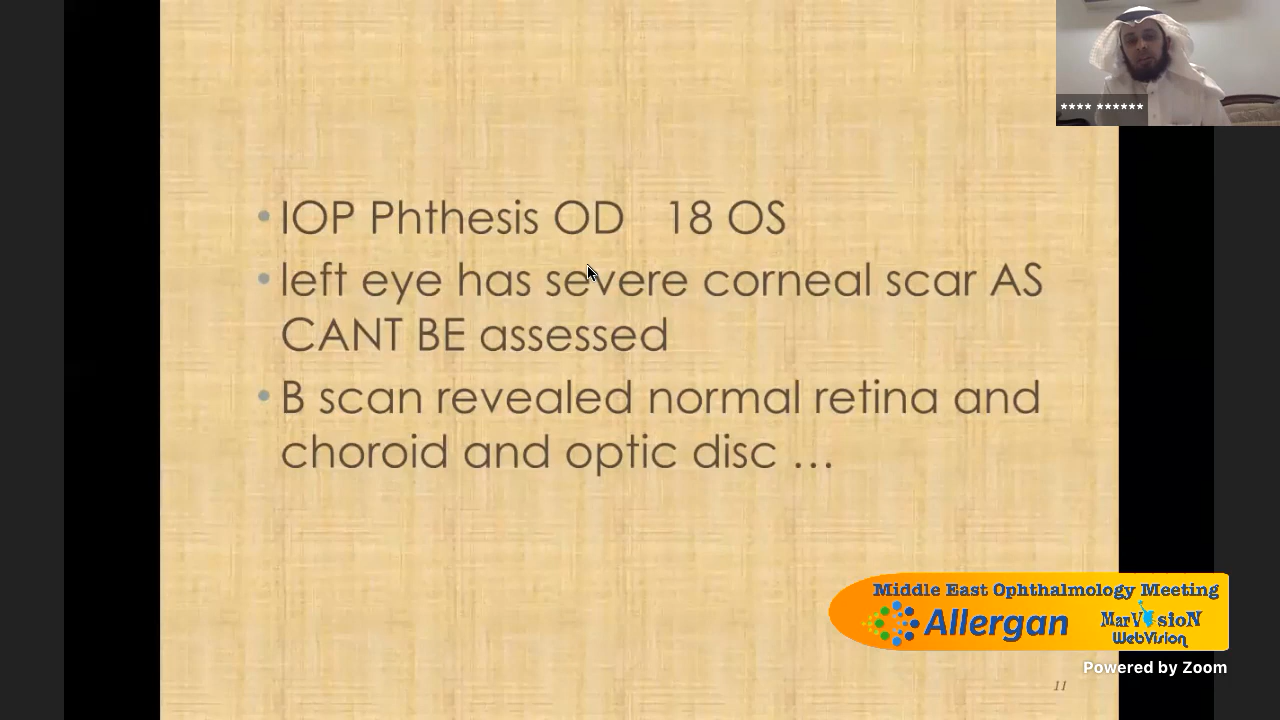 **** ******
• IOP Phthesis OD 18 OS
• left eye has severe corneal scar AS
CANT BE assessed
• B scan revealed normal retina and
choroid and optic disc ...
Middle East Ophthalmology Meeting
Allergan
MarVisioN
WebVision
Powered by Zoom
11